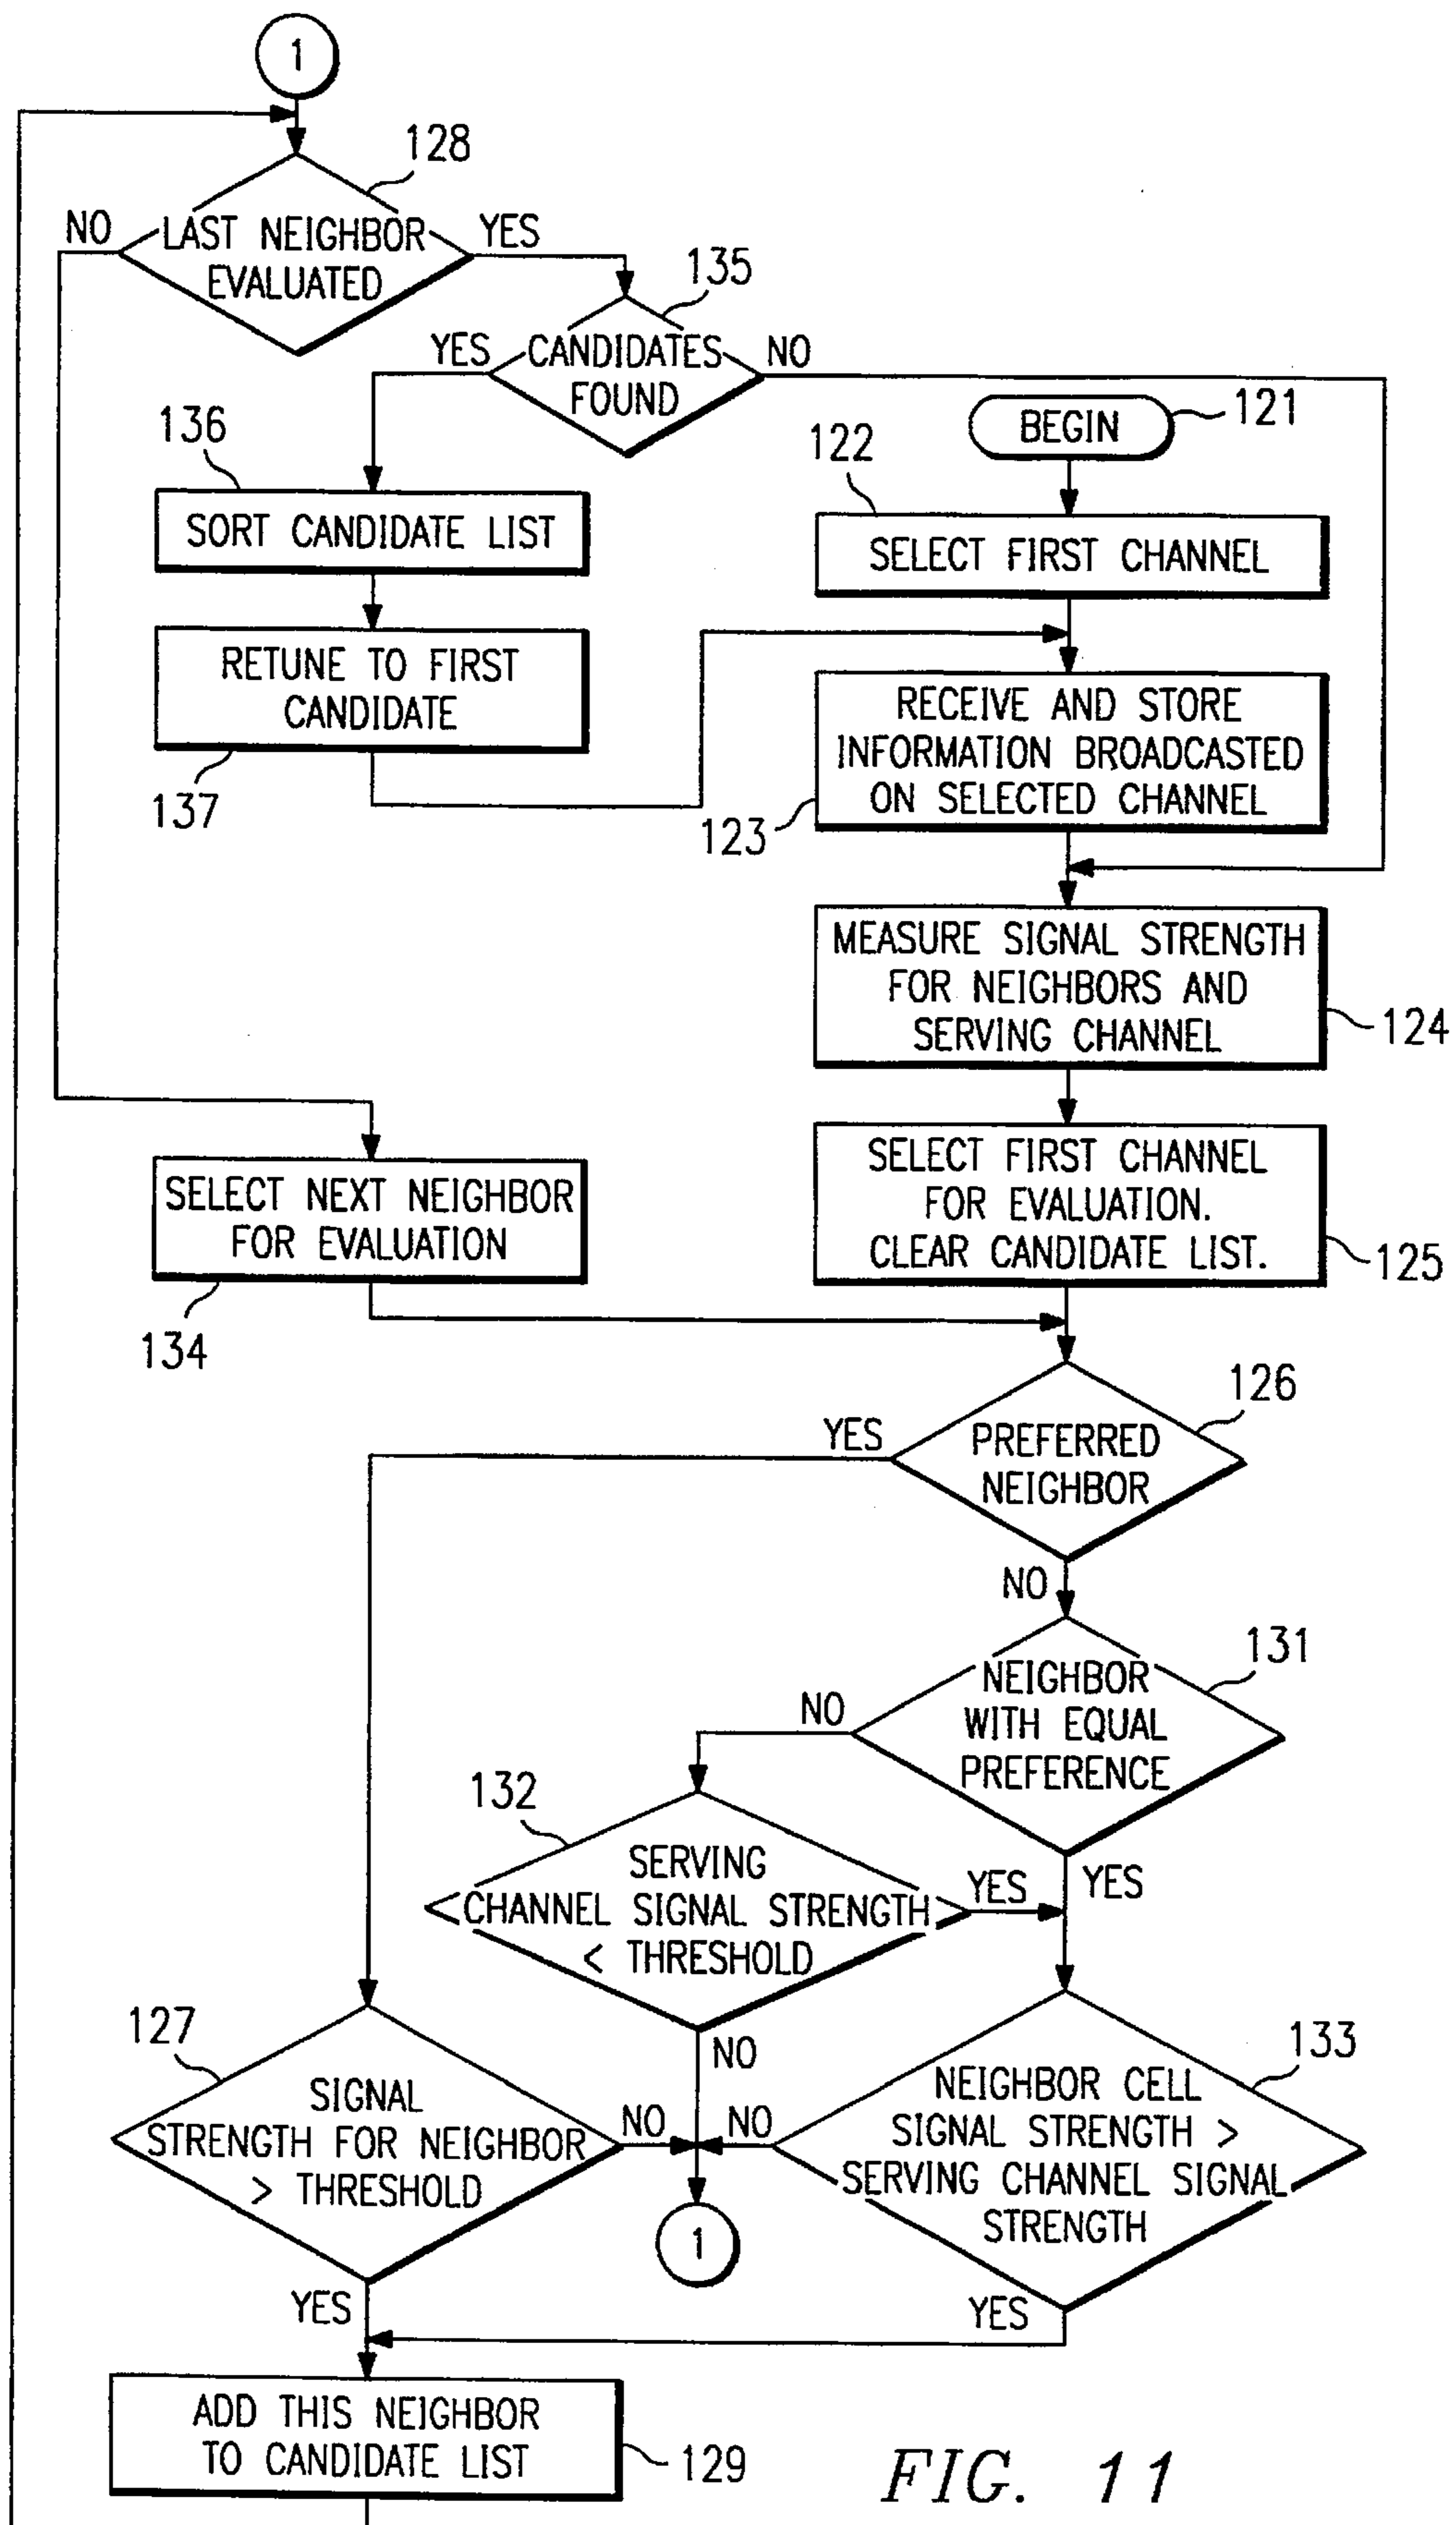 1
128
NO
LAST NEIGHBOR
EVALUATED
YES
135
YES
CANDIDATES
FOUND
NO
136
SORT CANDIDATE LIST
BEGIN
121
122
SELECT FIRST CHANNEL
RETUNE TO FIRST
CANDIDATE
137
RECEIVE AND STORE
INFORMATION BROADCASTED
ON SELECTED CHANNEL
123
MEASURE SIGNAL STRENGTH
FOR NEIGHBORS AND
SERVING CHANNEL
124
SELECT NEXT NEIGHBOR
FOR EVALUATION
134
SELECT FIRST CHANNEL
FOR EVALUATION.
CLEAR CANDIDATE LIST.
125
126
YES
PREFERRED
NEIGHBOR
NO
131
NO
NEIGHBOR
WITH EQUAL
PREFERENCE
YES
132
SERVING
CHANNEL SIGNAL STRENGTH
< THRESHOLD
YES
NO
127
SIGNAL
STRENGTH FOR NEIGHBOR
> THRESHOLD
NO
YES
133
NO
NEIGHBOR CELL
SIGNAL STRENGTH >
SERVING CHANNEL SIGNAL
STRENGTH
YES
1
ADD THIS NEIGHBOR
TO CANDIDATE LIST
129
FIG. 11